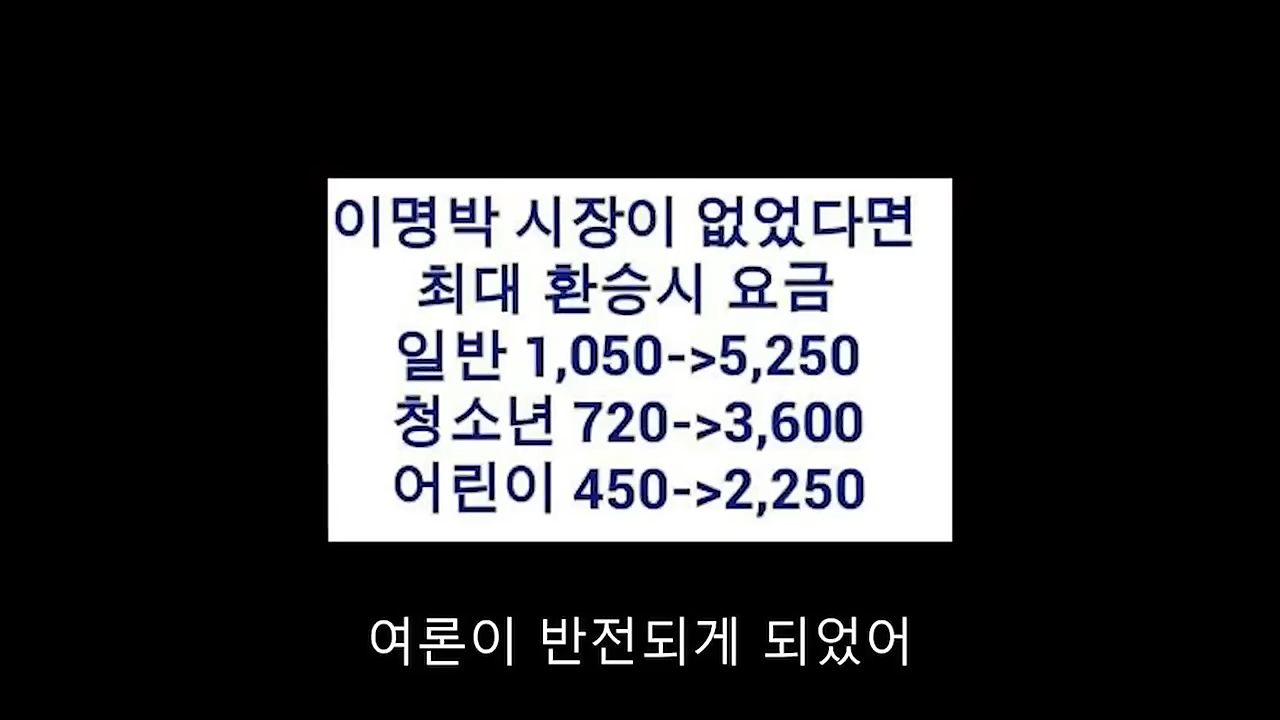 이명박 시장이 없었다면
최대 환승시 요금
일반 1,050->5,250
청소년 720->3,600
어린이 450->2,250
여론이 반전되게 되었어